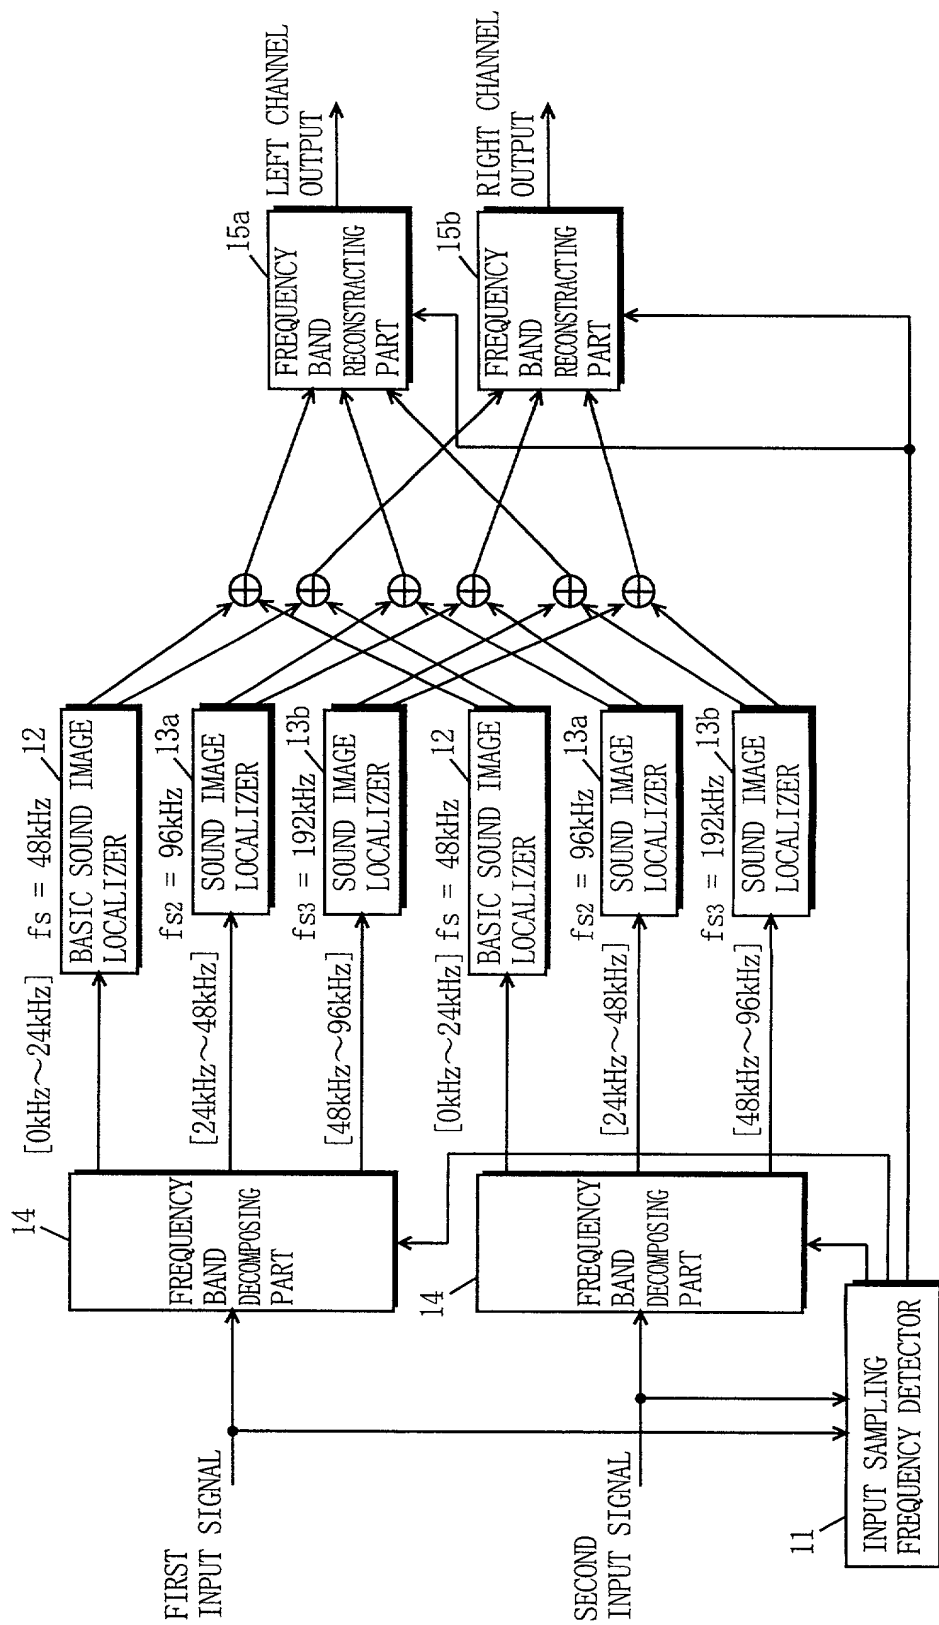 FIRST
INPUT SIGNAL
14
FREQUENCY
BAND
DECOMPOSING
PART
[0kHz～24kHz]
fs = 48kHz
12
BASIC SOUND IMAGE
LOCALIZER
[24kHz～48kHz]
fs2 = 96kHz
13a
SOUND IMAGE
LOCALIZER
[48kHz～96kHz]
fs3 = 192kHz
13b
SOUND IMAGE
LOCALIZER
SECOND
INPUT SIGNAL
14
FREQUENCY
BAND
DECOMPOSING
PART
[0kHz～24kHz]
fs = 48kHz
12
BASIC SOUND IMAGE
LOCALIZER
[24kHz～48kHz]
fs2 = 96kHz
13a
SOUND IMAGE
LOCALIZER
[48kHz～96kHz]
fs3 = 192kHz
13b
SOUND IMAGE
LOCALIZER
11
INPUT SAMPLING
FREQUENCY DETECTOR
15a
FREQUENCY
BAND
RECONSTRACTING
PART
LEFT CHANNEL
OUTPUT
15b
FREQUENCY
BAND
RECONSTRACTING
PART
RIGHT CHANNEL
OUTPUT